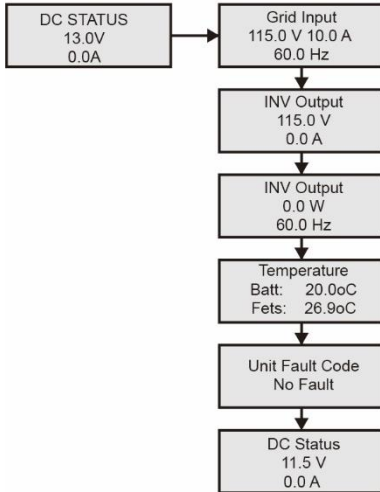 DC STATUS
13.0V
0.0A
Grid Input
115.0 V 10.0 A
60.0 Hz
INV Output
115.0 V
0.0 A
INV Output
0.0 W
60.0 Hz
Temperature
Batt: 20.0oC
Fets: 26.9oC
Unit Fault Code
No Fault
DC Status
11.5 V
0.0 A